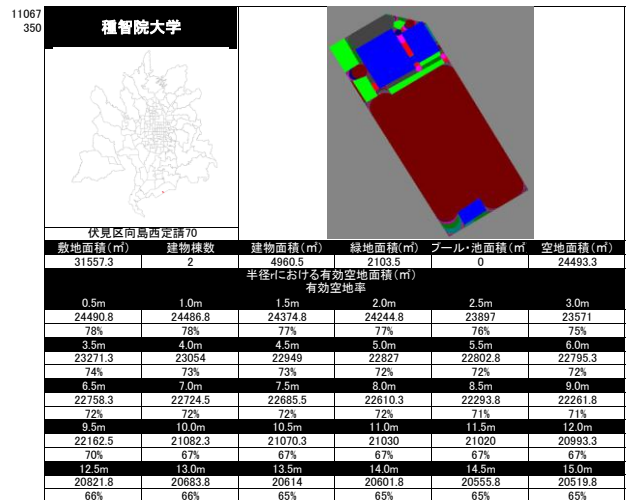 11067
350
種智院大学
伏見区向島西定請70
敷地面積(㎡) 建物棟数 建物面積(㎡) 緑地面積(㎡) プール・池面積(㎡ 空地面積(㎡)
31557.3 2 4960.5 2103.5 0 24493.3
半径rにおける有効空地面積(㎡)
有効空地率
0.5m 1.0m 1.5m 2.0m 2.5m 3.0m
24490.8 24486.8 24374.8 24244.8 23897 23571
78% 78% 77% 77% 76% 75%
3.5m 4.0m 4.5m 5.0m 5.5m 6.0m
23271.3 23054 22949 22827 22802.8 22795.3
74% 73% 73% 72% 72% 72%
6.5m 7.0m 7.5m 8.0m 8.5m 9.0m
22758.3 22724.5 22685.5 22610.3 22293.8 22261.8
72% 72% 72% 72% 71% 71%
9.5m 10.0m 10.5m 11.0m 11.5m 12.0m
22162.5 21082.3 21070.3 21030 21020 20993.3
70% 67% 67% 67% 67% 67%
12.5m 13.0m 13.5m 14.0m 14.5m 15.0m
20821.8 20683.8 20614 20601.8 20555.8 20519.8
66% 66% 65% 65% 65% 65%